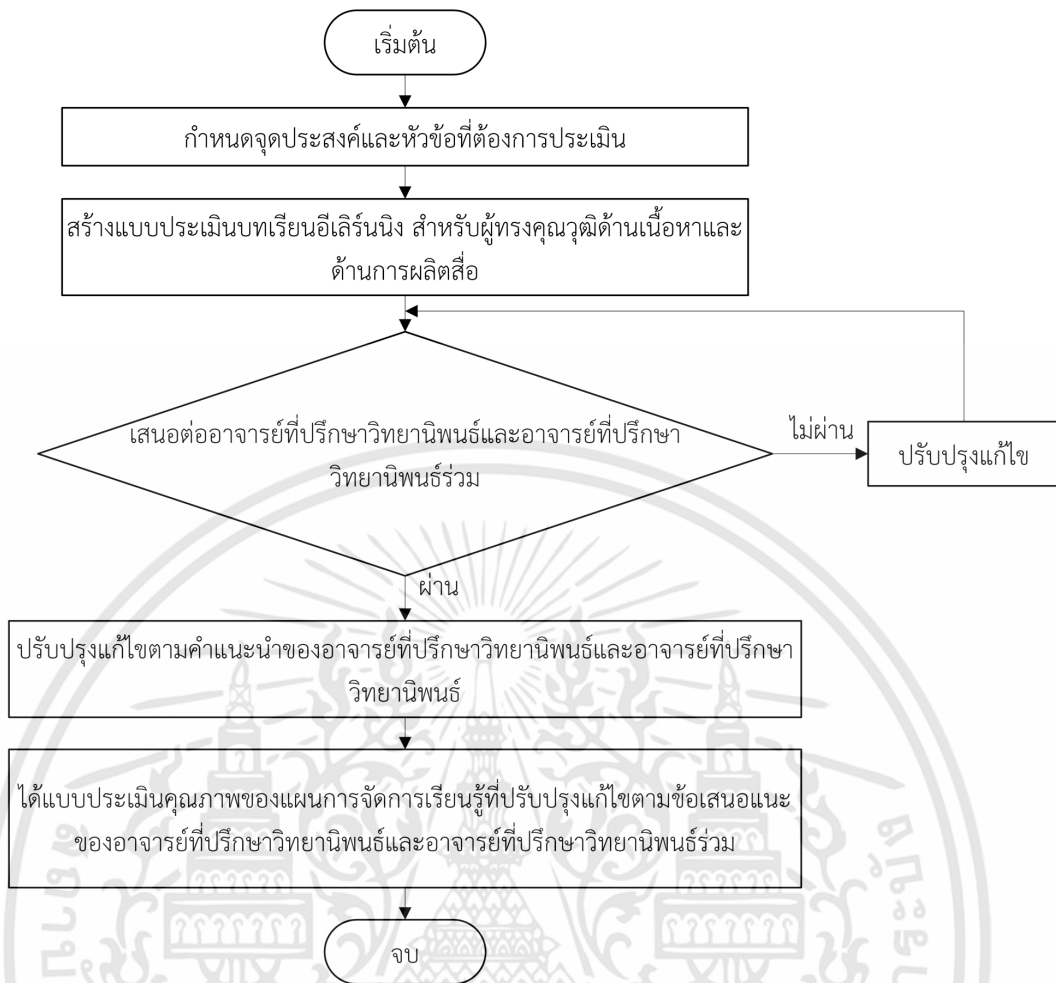 เริ่มต้น
กำหนดจุดประสงค์และหัวข้อที่ต้องการประเมิน
สร้างแบบประเมินบทเรียนอีเลิร์นนิง สำหรับผู้ทรงคุณวุฒิด้านเนื้อหาและ
ด้านการผลิตสื่อ
เสนอต่ออาจารย์ที่ปรึกษาวิทยานิพนธ์และอาจารย์ที่ปรึกษา
วิทยานิพนธ์ร่วม
ไม่ผ่าน
ปรับปรุงแก้ไข
ผ่าน
ปรับปรุงแก้ไขตามคำแนะนำของอาจารย์ที่ปรึกษาวิทยานิพนธ์และอาจารย์ที่ปรึกษา
วิทยานิพนธ์
ได้แบบประเมินคุณภาพของแผนการจัดการเรียนรู้ที่ปรับปรุงแก้ไขตามข้อเสนอแนะ
ของอาจารย์ที่ปรึกษาวิทยานิพนธ์และอาจารย์ที่ปรึกษาวิทยานิพนธ์ร่วม
จบ